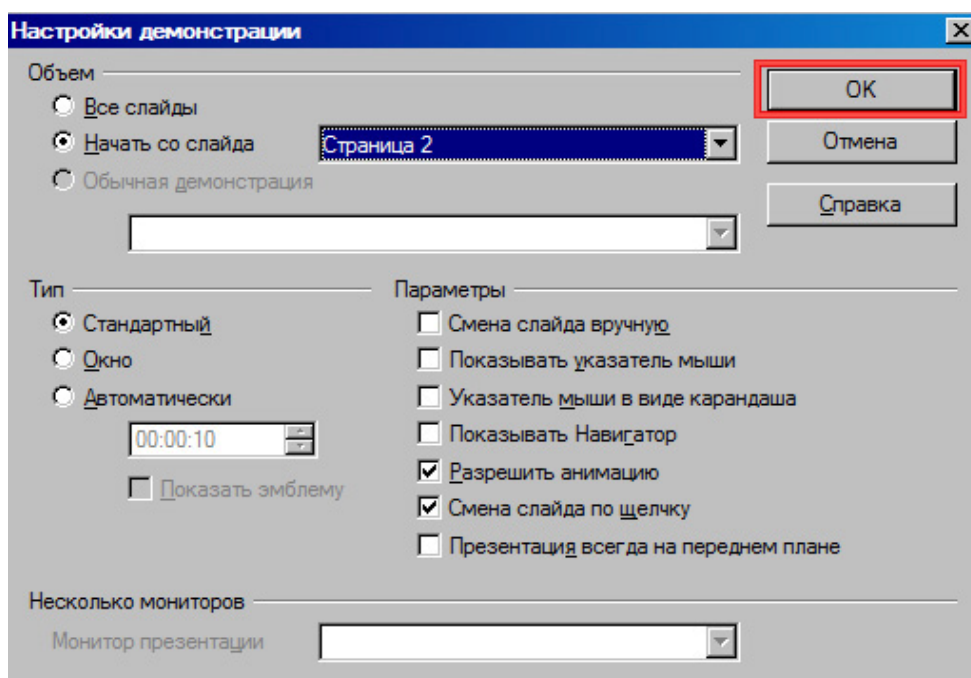 Настройки демонстрации
Объем
Все слайды
Начать со слайда
Страница 2
Обычная демонстрация
OK
Отмена
Справка
Тип
Стандартный
Окно
Автоматически
00:00:10
Показать эмблему
Параметры
Смена слайда вручную
Показывать указатель мыши
Указатель мыши в виде карандаша
Показывать Навигатор
Разрешить анимацию
Смена слайда по щелчку
Презентация всегда на переднем плане
Несколько мониторов
Монитор презентации